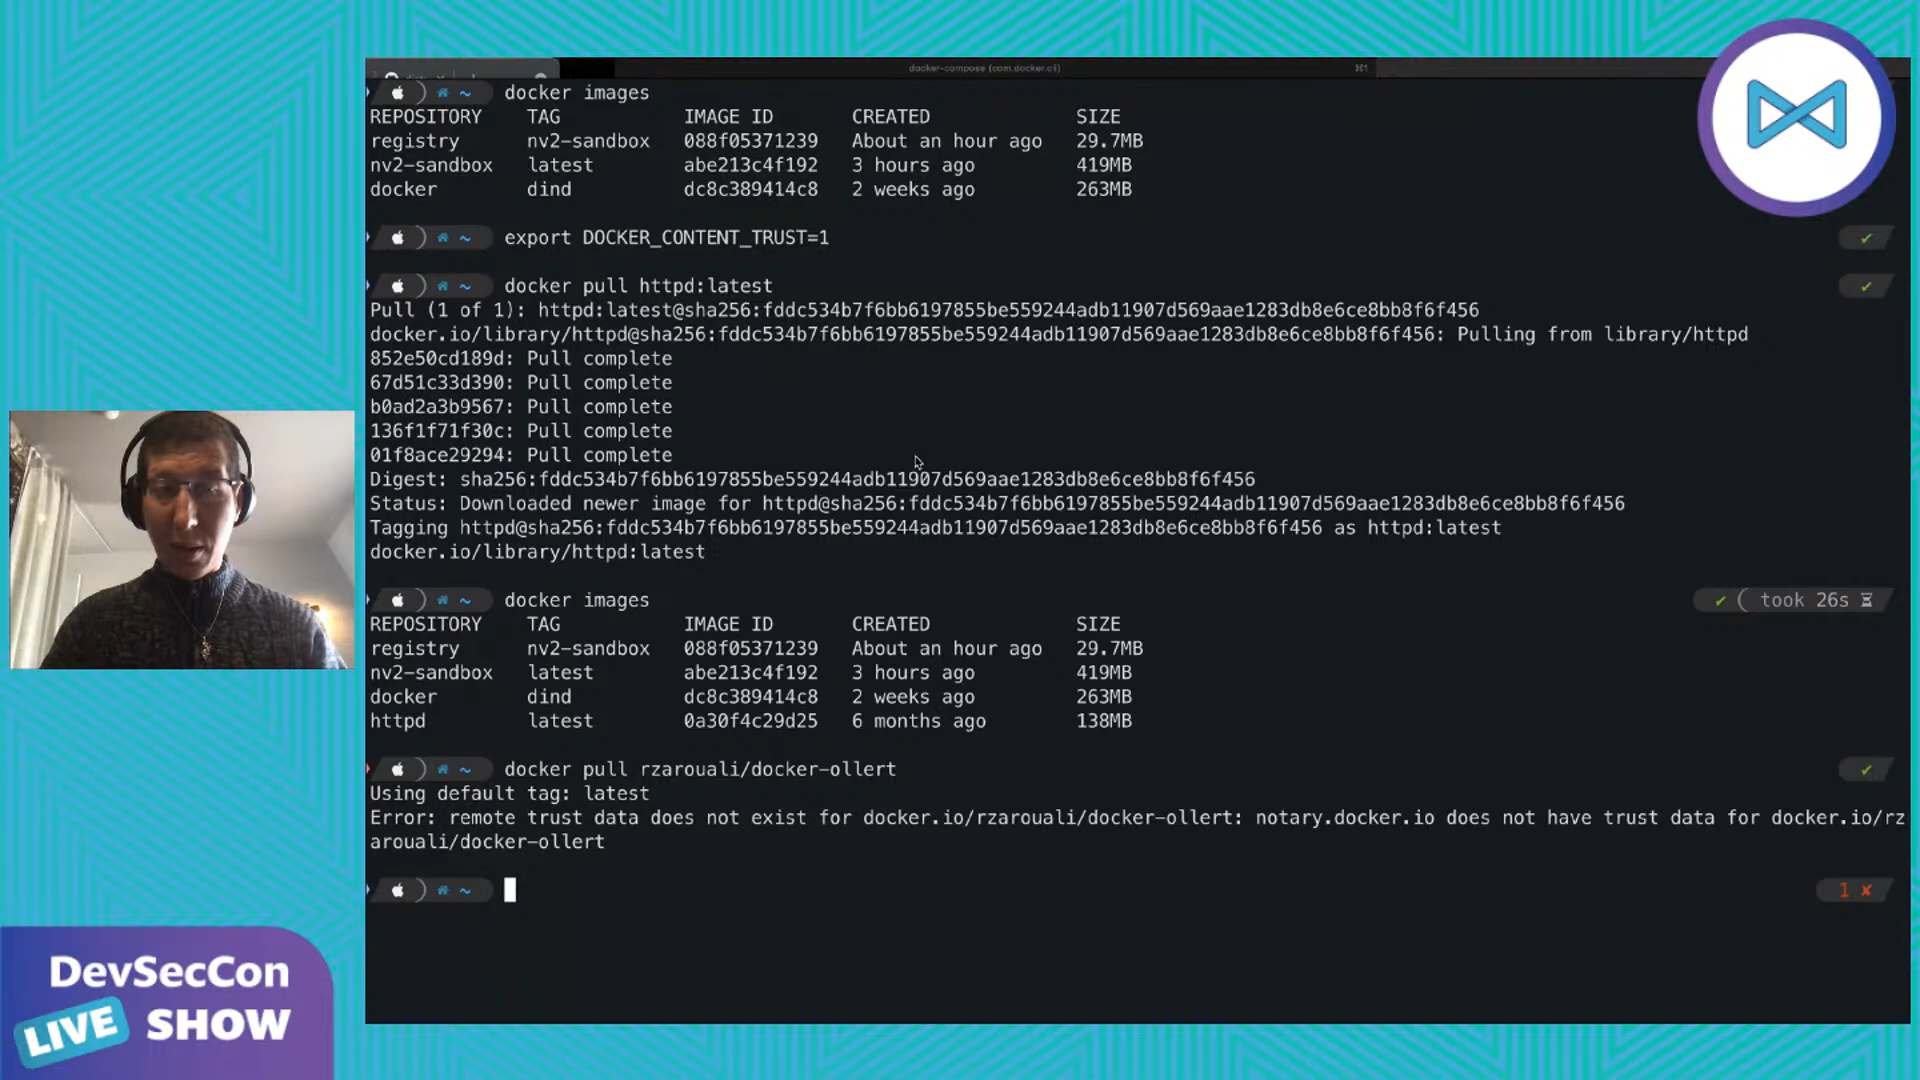 docker-compose (com.docker.cli) ⌘1
~ docker images
REPOSITORY TAG IMAGE ID CREATED SIZE
registry nv2-sandbox 088f05371239 About an hour ago 29.7MB
nv2-sandbox latest abe213c4f192 3 hours ago 419MB
docker dind dc8c389414c8 2 weeks ago 263MB
~ export DOCKER_CONTENT_TRUST=1 ✔
~ docker pull httpd:latest ✔
Pull (1 of 1): httpd:latest@sha256:fddc534b7f6bb6197855be559244adb11907d569aae1283db8e6ce8bb8f6f456
docker.io/library/httpd@sha256:fddc534b7f6bb6197855be559244adb11907d569aae1283db8e6ce8bb8f6f456: Pulling from library/httpd
852e50cd189d: Pull complete
67d51c33d390: Pull complete
b0ad2a3b9567: Pull complete
136f1f71f30c: Pull complete
01f8ace29294: Pull complete
Digest: sha256:fddc534b7f6bb6197855be559244adb11907d569aae1283db8e6ce8bb8f6f456
Status: Downloaded newer image for httpd@sha256:fddc534b7f6bb6197855be559244adb11907d569aae1283db8e6ce8bb8f6f456
Tagging httpd@sha256:fddc534b7f6bb6197855be559244adb11907d569aae1283db8e6ce8bb8f6f456 as httpd:latest
docker.io/library/httpd:latest
~ docker images ✔ ( took 26s
REPOSITORY TAG IMAGE ID CREATED SIZE
registry nv2-sandbox 088f05371239 About an hour ago 29.7MB
nv2-sandbox latest abe213c4f192 3 hours ago 419MB
docker dind dc8c389414c8 2 weeks ago 263MB
httpd latest 0a30f4c29d25 6 months ago 138MB
~ docker pull rzarouali/docker-ollert ✔
Using default tag: latest
Error: remote trust data does not exist for docker.io/rzarouali/docker-ollert: notary.docker.io does not have trust data for docker.io/rz
arouali/docker-ollert
~ 1 ✘
DevSecCon
LIVE SHOW